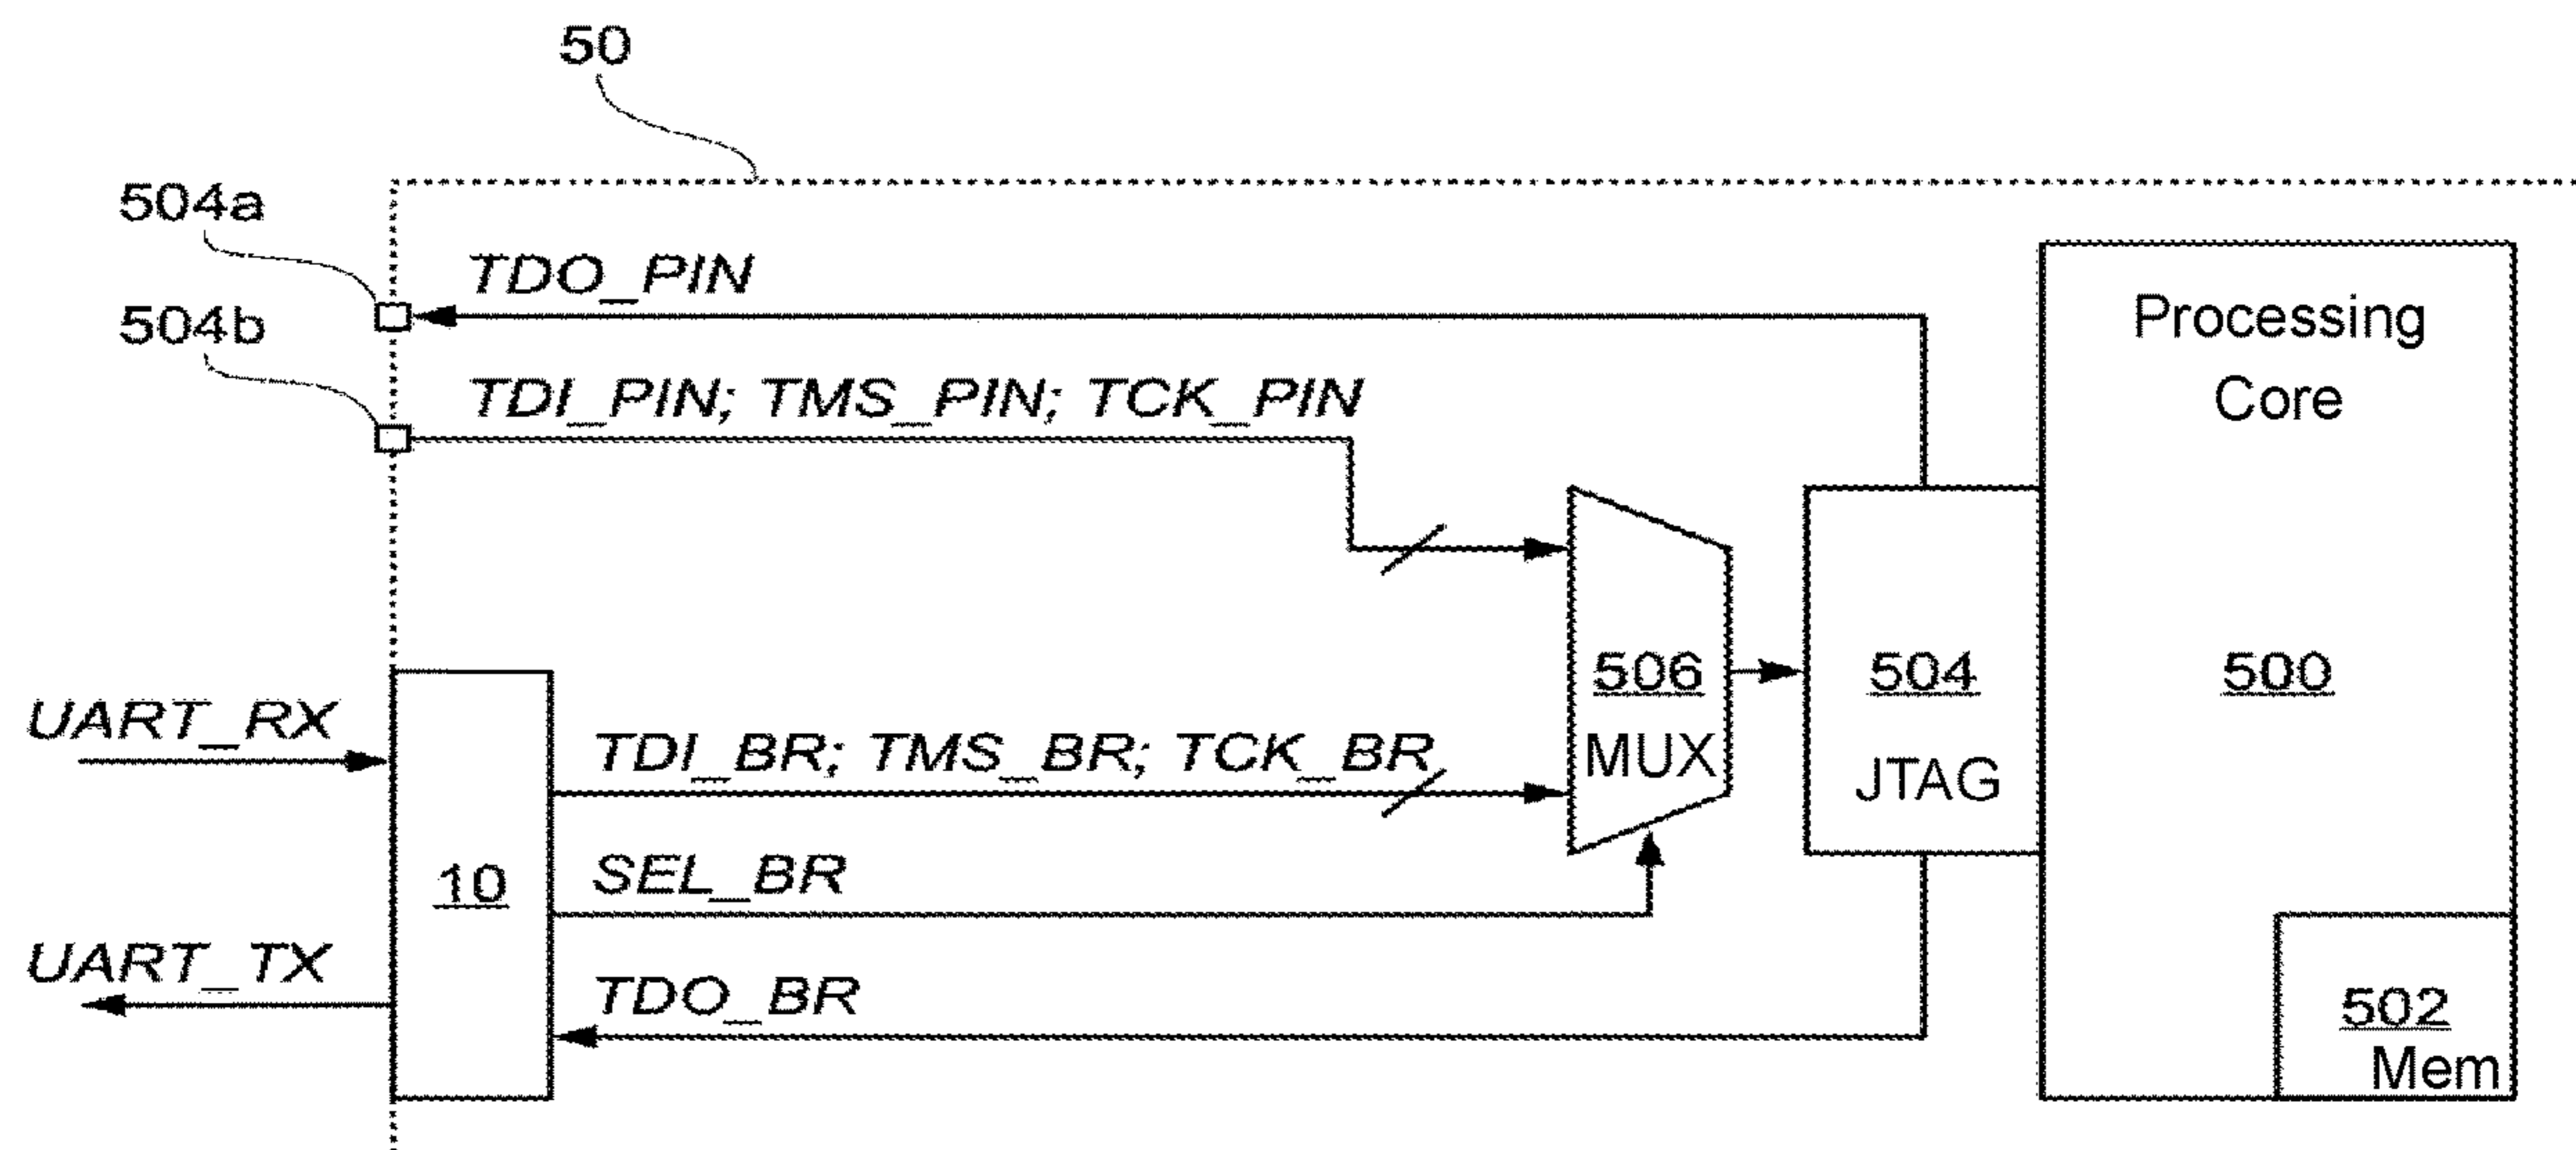 50
504a
TDO_PIN
504b
TDI_PIN; TMS_PIN; TCK_PIN
Processing
Core
UART_RX
TDI_BR; TMS_BR; TCK_BR
506
MUX
504
JTAG
500
10
SEL_BR
UART_TX
TDO_BR
502
Mem